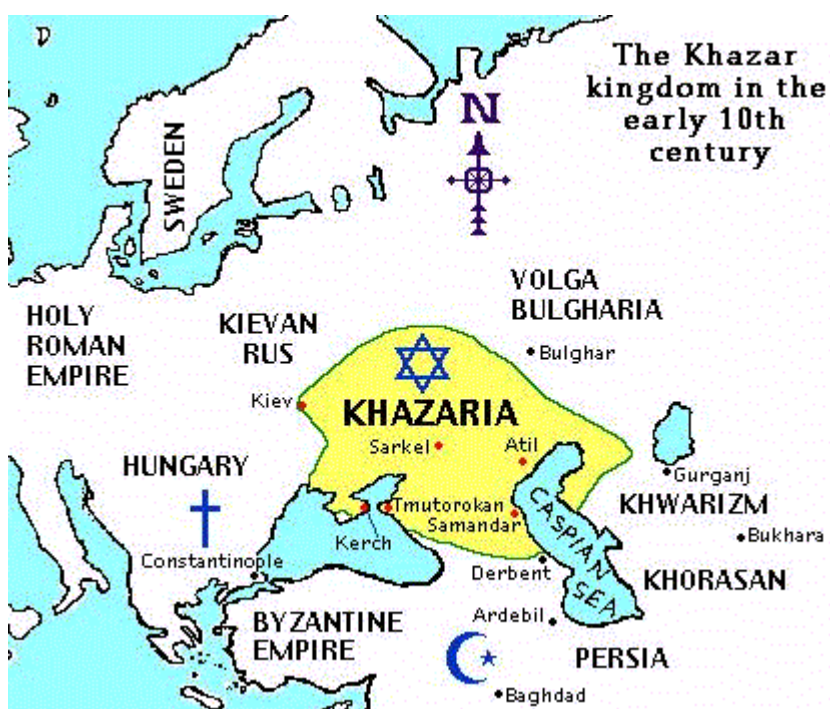 The Khazar
kingdom in the
early 10th
century
N
SWEDEN
VOLGA
BULGHARIA
HOLY
ROMAN
EMPIRE
KIEVAN
RUS
Bulghar
Kiev
KHAZARIA
Sarkel
Atil
HUNGARY
Gurganj
KHWARIZM
Tmutorokan
Samandar
Kerch
CASPIAN
SEA
Bukhara
Constantinople
Derbent
KHORASAN
Ardebil
BYZANTINE
EMPIRE
PERSIA
Baghdad